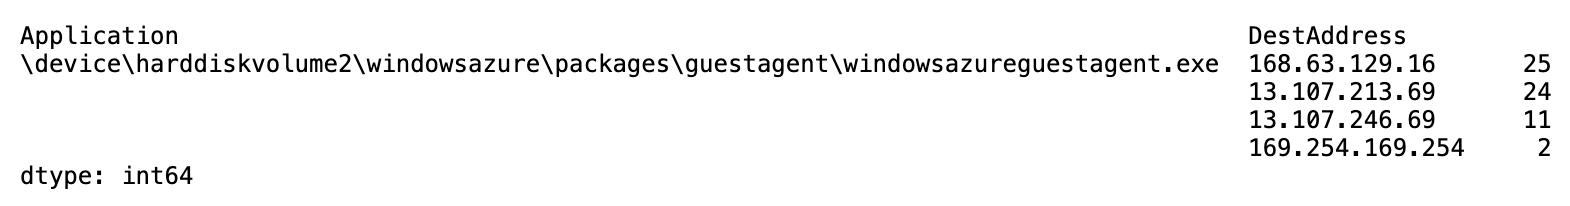 Application DestAddress
\device\harddiskvolume2\windowsazure\packages\guestagent\windowsazureguestagent.exe 168.63.129.16 25
13.107.213.69 24
13.107.246.69 11
169.254.169.254 2
dtype: int64